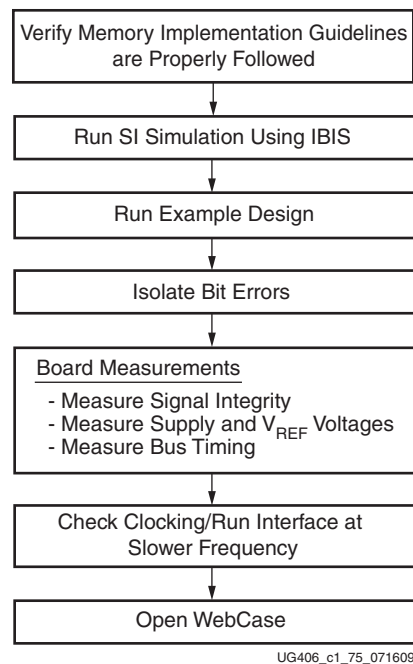 Verify Memory Implementation Guidelines
are Properly Followed
Run SI Simulation Using IBIS
Run Example Design
Isolate Bit Errors
Board Measurements
- Measure Signal Integrity
- Measure Supply and VREF Voltages
- Measure Bus Timing
Check Clocking/Run Interface at
Slower Frequency
Open WebCase
UG406_c1_75_071609